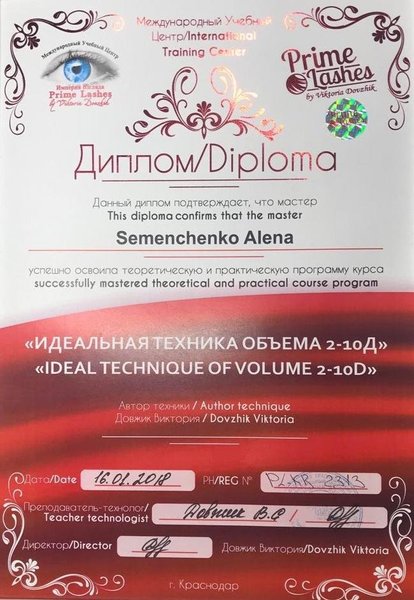 Международный Учебный
Центр/International
Training Center
Международный Учебный Центр
Империя Взгляда
Prime Lashes
by Viktoria Dovzhik
Prime
Lashes
by Viktoria Dovzhik
Диплом/Diploma
Данный диплом подтверждает, что мастер
This diploma confirms that the master
Semenchenko Alena
успешно освоила теоретическую и практическую программу курса
successfully mastered theoretical and practical course program
«ИДЕАЛЬНАЯ ТЕХНИКА ОБЪЕМА 2-10Д»
«IDEAL TECHNIQUE OF VOLUME 2-10D»
Автор техники / Author technique
Довжик Виктория / Dovzhik Viktoria
Дата/Date 16.01.2018 РН/REG №
Преподаватель-технолог/
Teacher technologist Довжик В.С /
Директор/Director Довжик Виктория/Dovzhik Viktoria
г. Краснодар